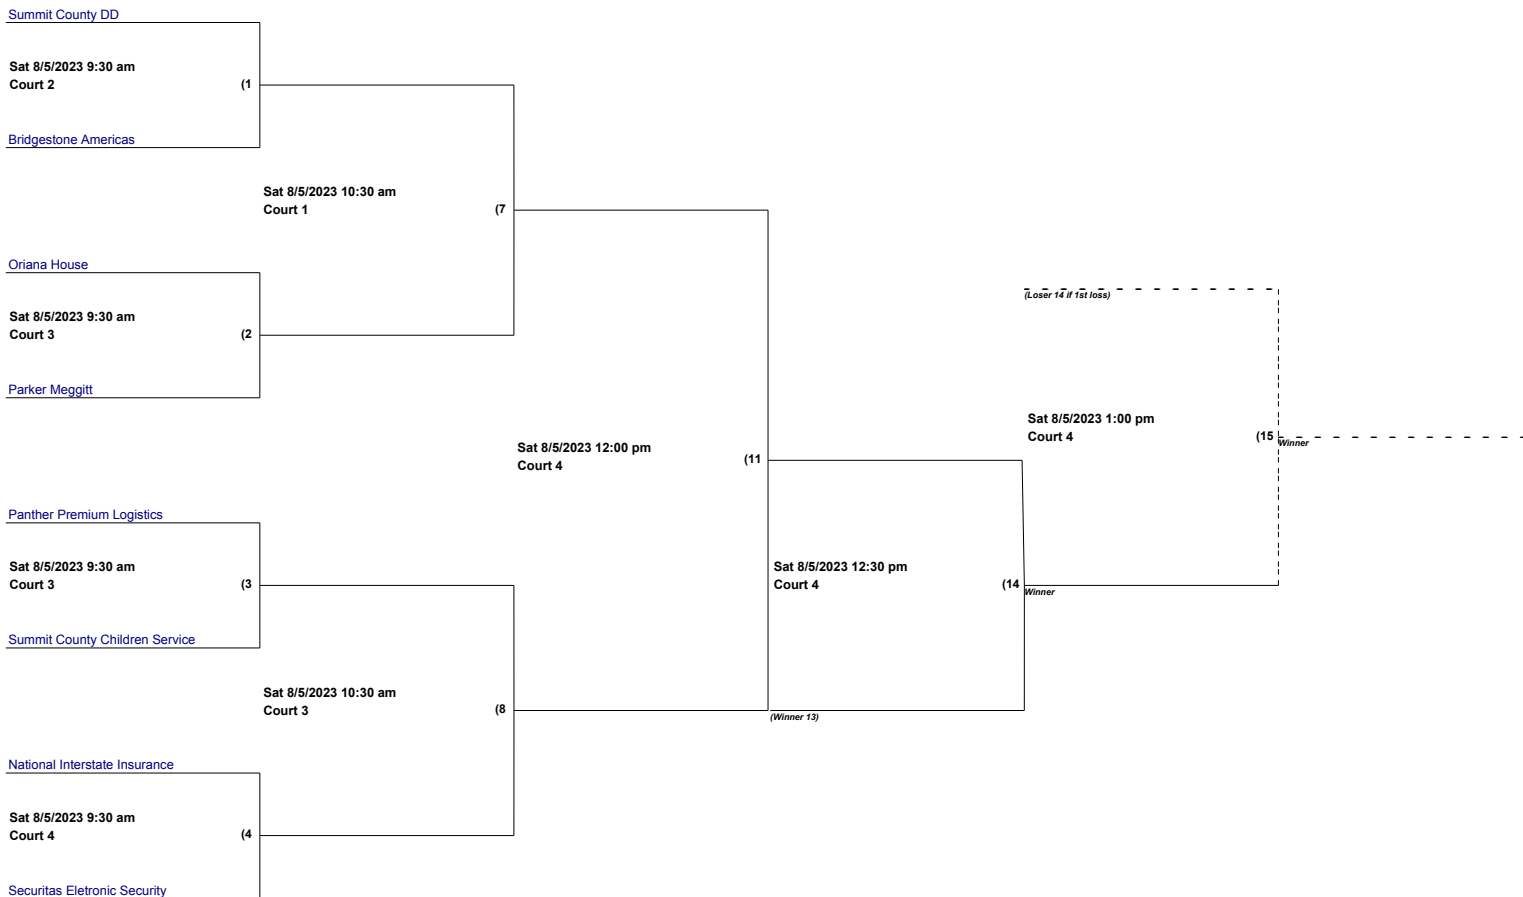 Summit County DD
Sat 8/5/2023 9:30 am
Court 2
(1
Bridgestone Americas
Sat 8/5/2023 10:30 am
Court 1
(7
Oriana House
(Loser 14 if 1st loss)
Sat 8/5/2023 9:30 am
Court 3
(2
Parker Meggitt
Sat 8/5/2023 1:00 pm
Court 4
(15
Winner
Sat 8/5/2023 12:00 pm
Court 4
(11
Panther Premium Logistics
Sat 8/5/2023 9:30 am
Court 3
(3
Sat 8/5/2023 12:30 pm
Court 4
(14
Winner
Summit County Children Service
Sat 8/5/2023 10:30 am
Court 3
(8
(Winner 13)
National Interstate Insurance
Sat 8/5/2023 9:30 am
Court 4
(4
Securitas Eletronic Security